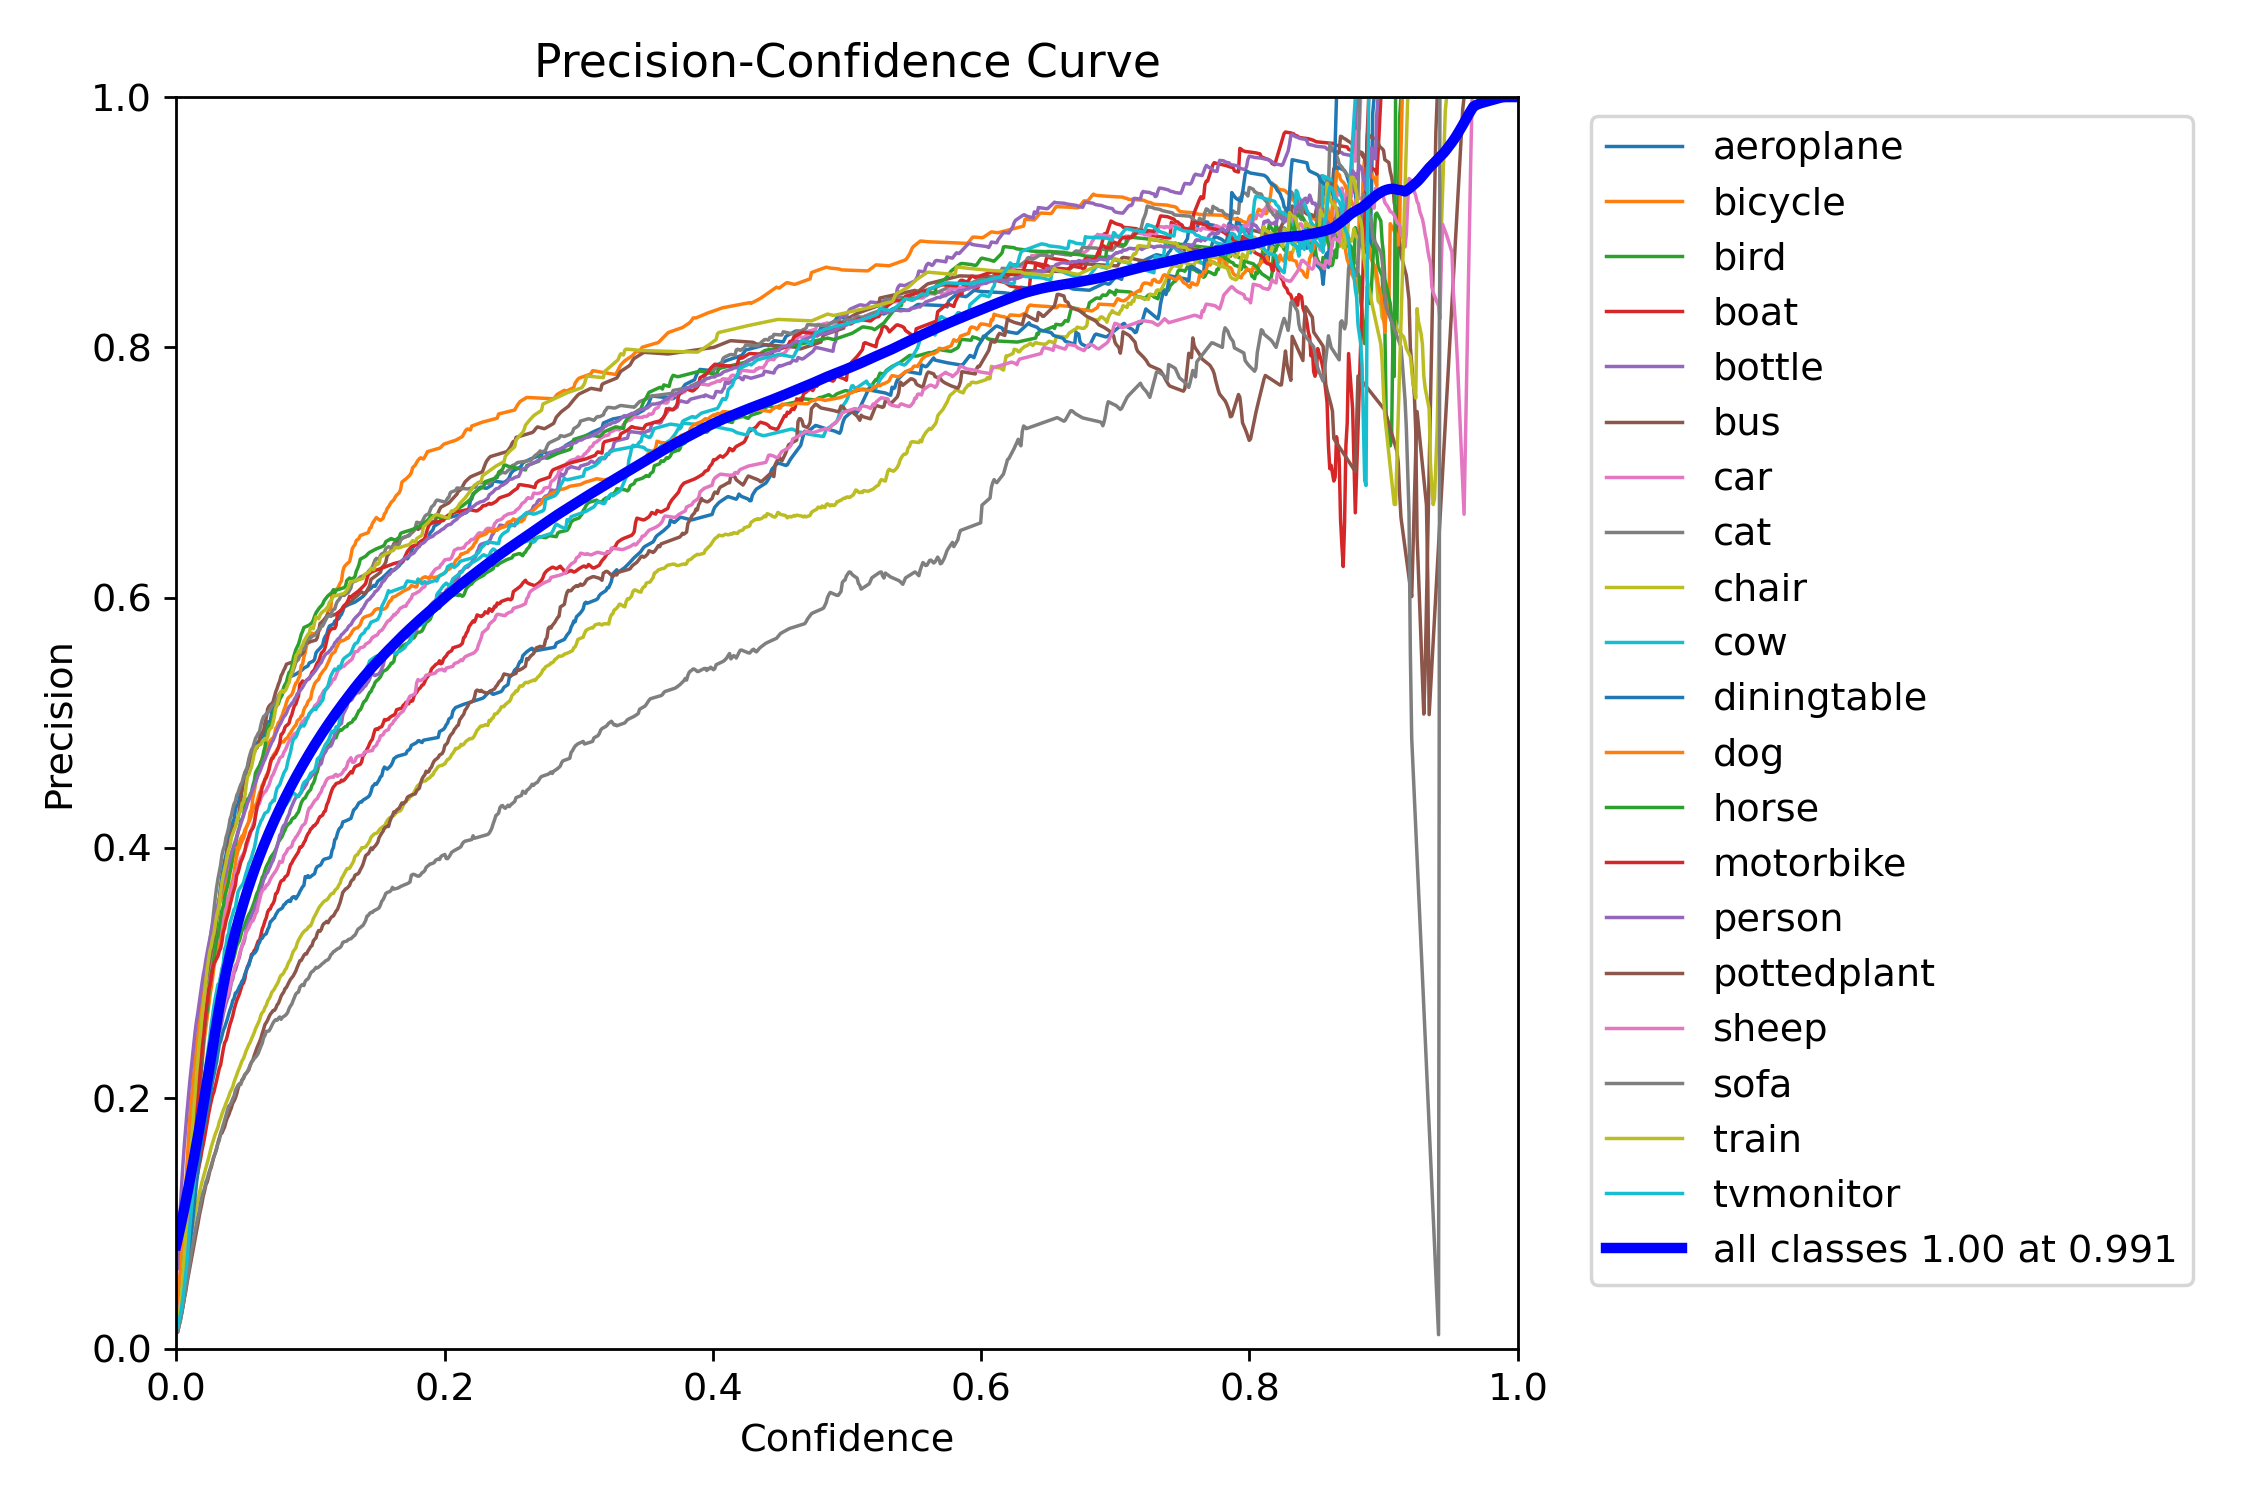 Precision-Confidence Curve
1.0
0.8
0.6
0.4
0.2
0.0
Precision
0.0 0.2 0.4 0.6 0.8 1.0
Confidence
aeroplane
bicycle
bird
boat
bottle
bus
car
cat
chair
cow
diningtable
dog
horse
motorbike
person
pottedplant
sheep
sofa
train
tvmonitor
all classes 1.00 at 0.991